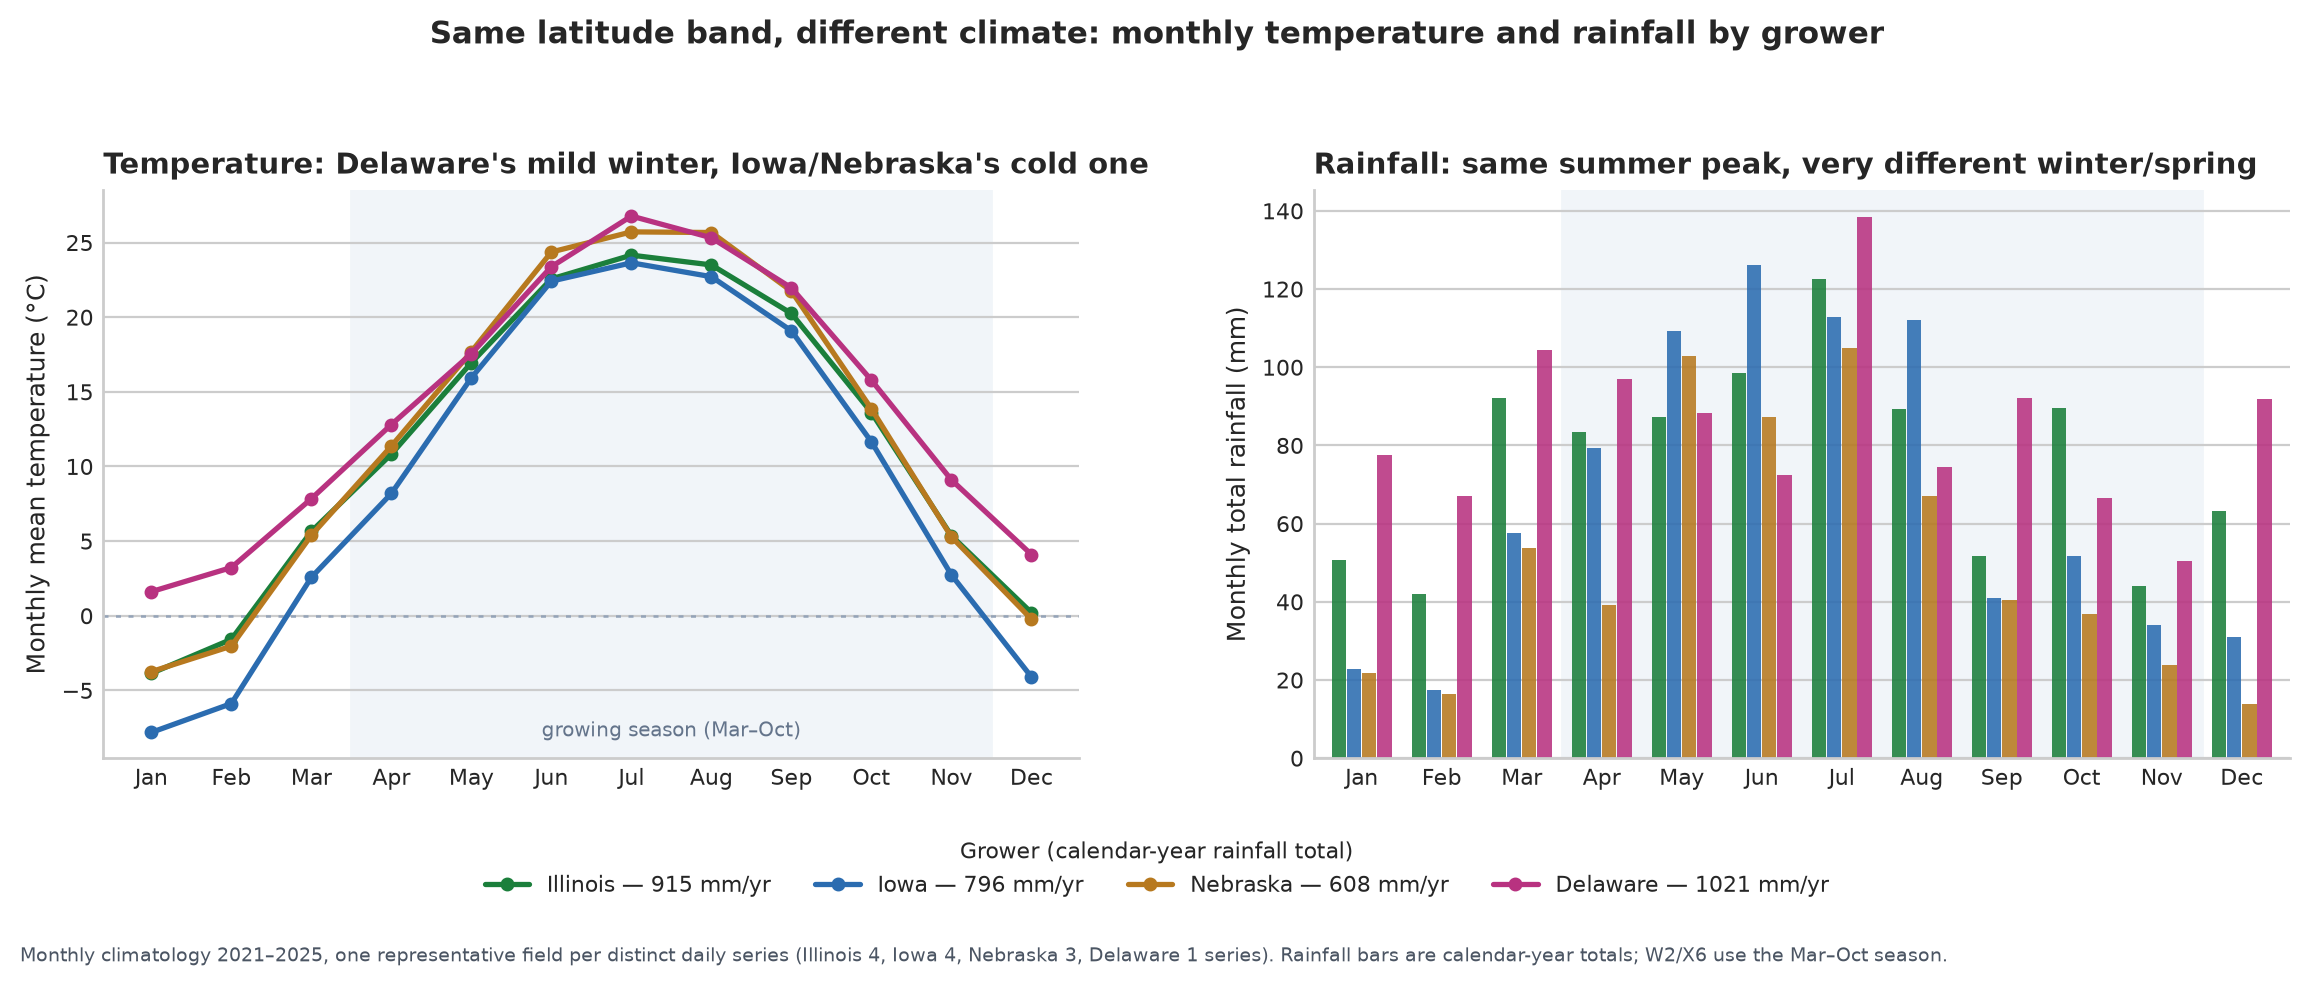 Same latitude band, different climate: monthly temperature and rainfall by grower
Temperature: Delaware's mild winter, Iowa/Nebraska's cold one
Monthly mean temperature (°C)
25
20
15
10
5
0
−5
growing season (Mar–Oct)
Jan Feb Mar Apr May Jun Jul Aug Sep Oct Nov Dec
Rainfall: same summer peak, very different winter/spring
Monthly total rainfall (mm)
140
120
100
80
60
40
20
0
Jan Feb Mar Apr May Jun Jul Aug Sep Oct Nov Dec
Grower (calendar-year rainfall total)
Illinois — 915 mm/yr Iowa — 796 mm/yr Nebraska — 608 mm/yr Delaware — 1021 mm/yr
Monthly climatology 2021–2025, one representative field per distinct daily series (Illinois 4, Iowa 4, Nebraska 3, Delaware 1 series). Rainfall bars are calendar-year totals; W2/X6 use the Mar–Oct season.